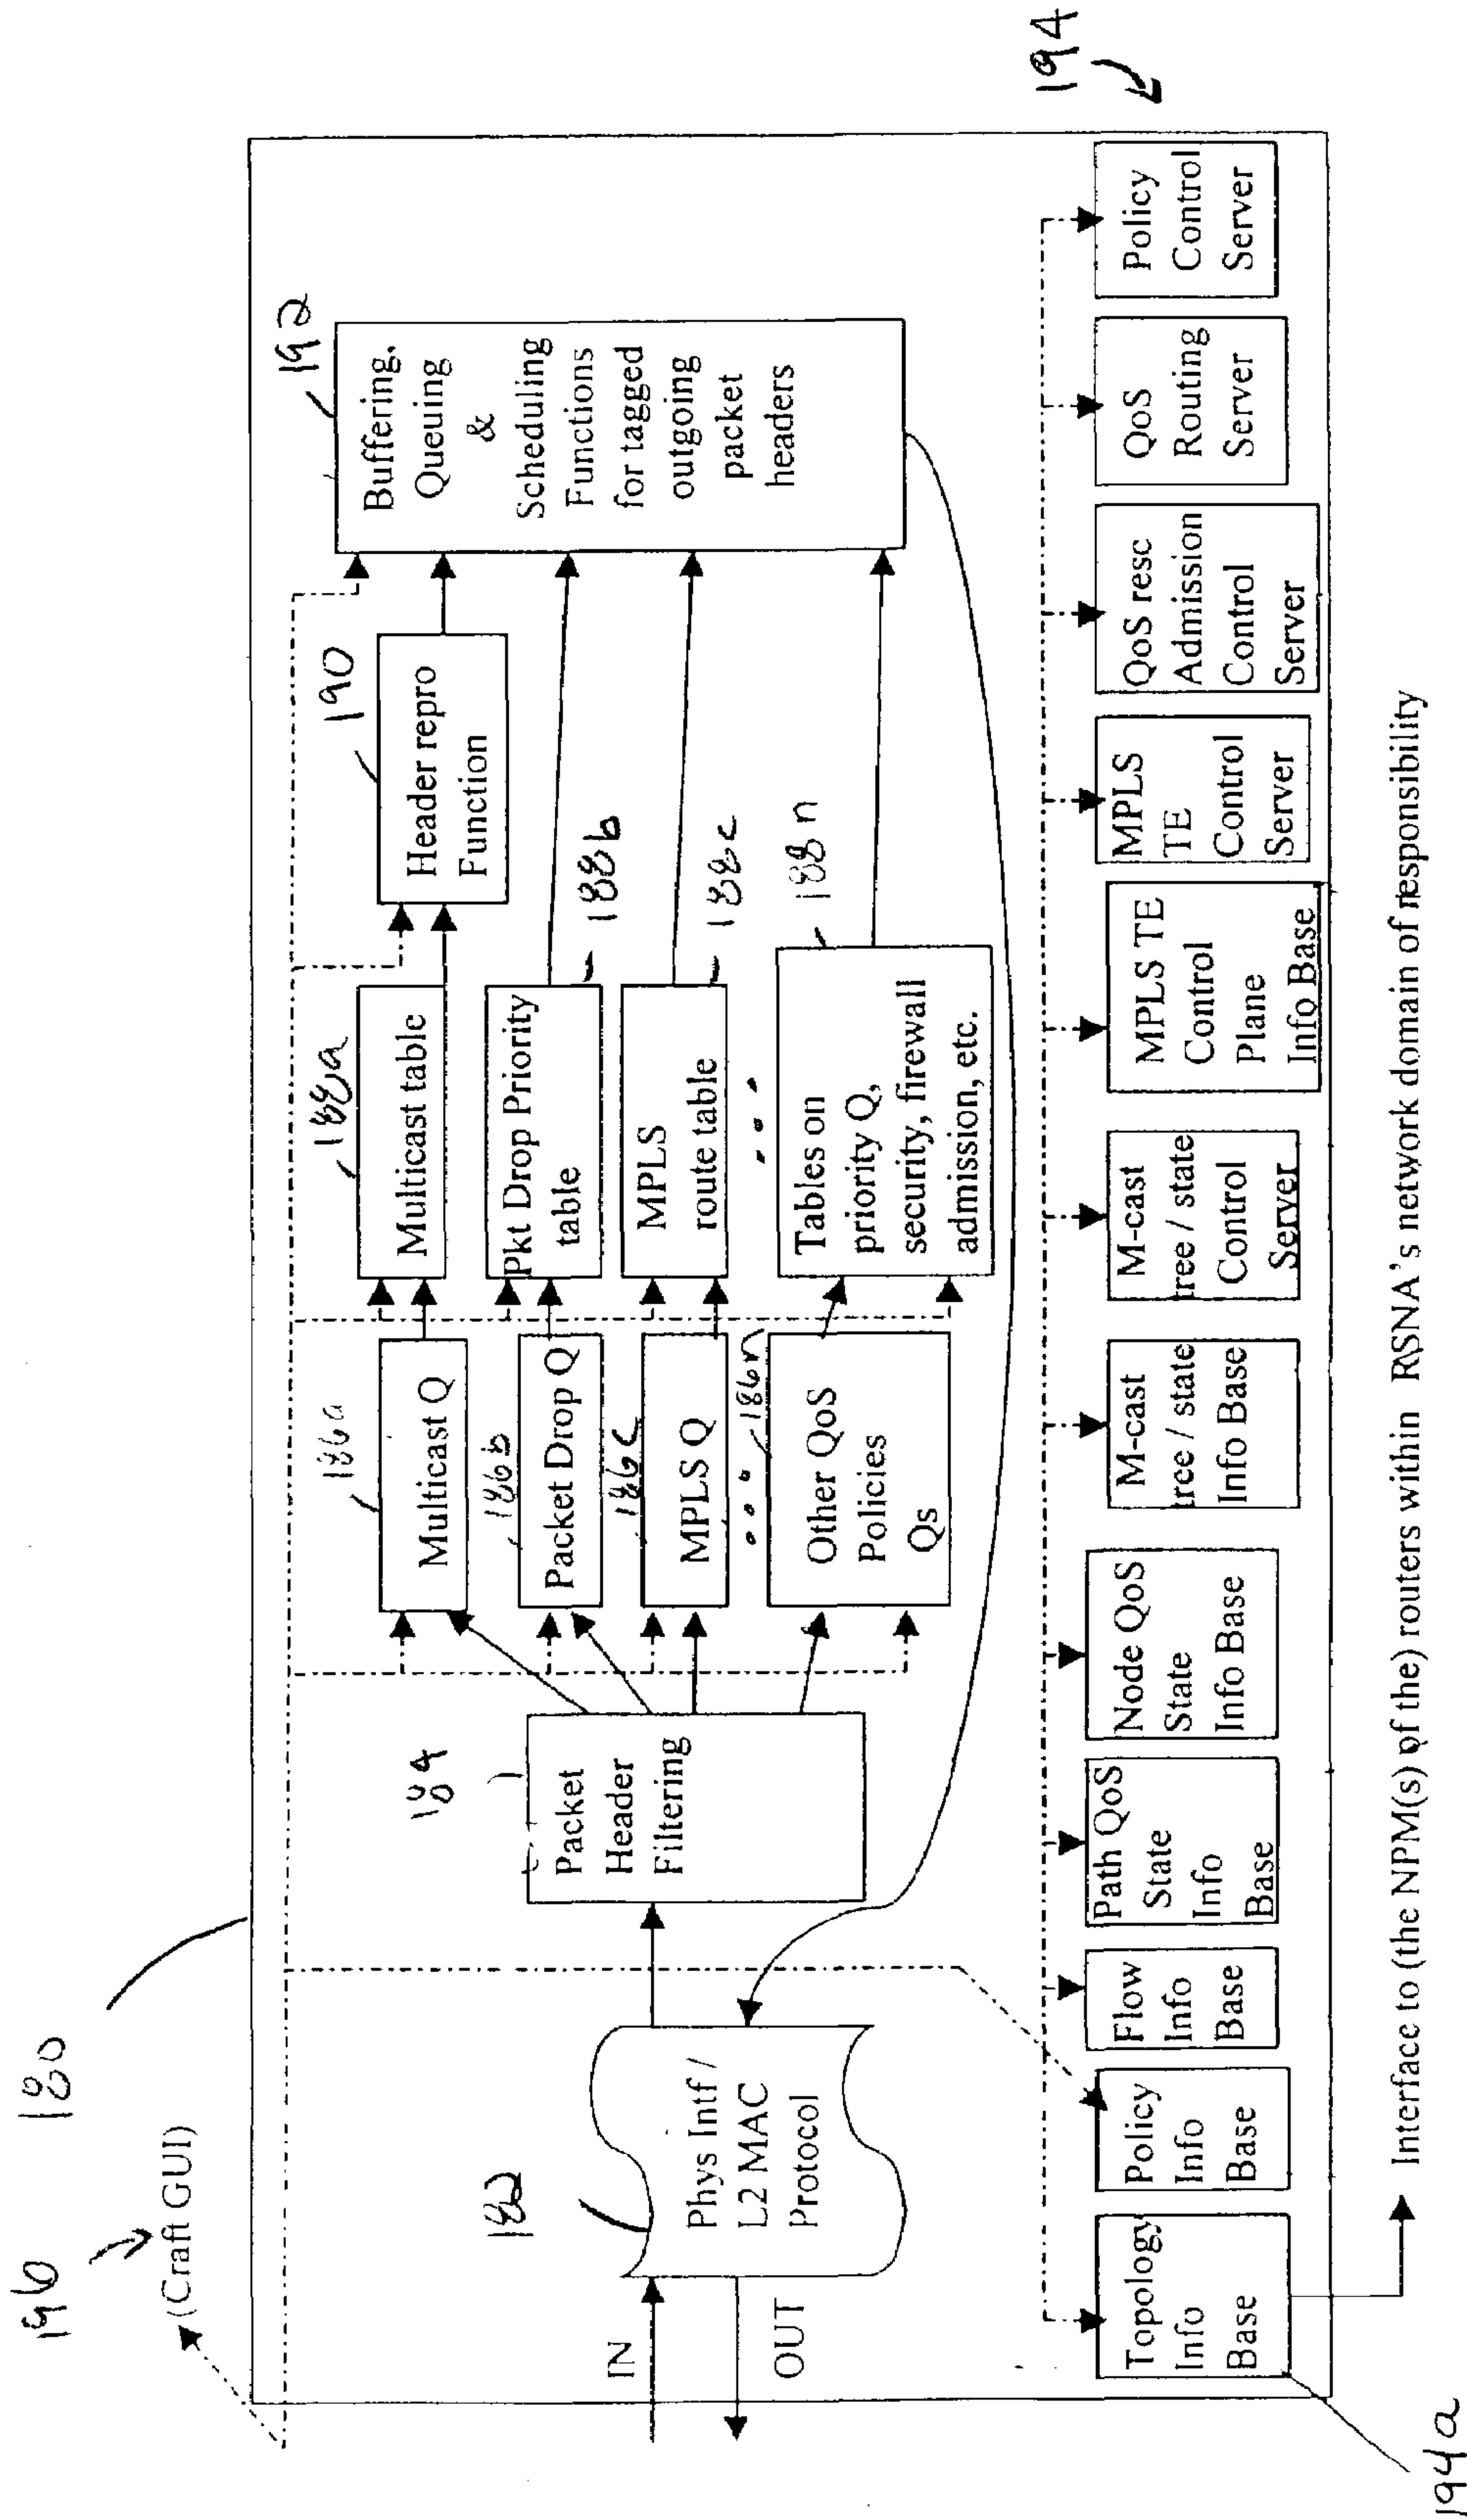 196
(Craft GUI)
180
194
192
Buffering,
Queuing
&
Scheduling
Functions
for tagged
outgoing
packet
headers
190
Header repro
Function
188a
Multicast table
188b
Pkt Drop Priority
table
188c
MPLS
route table
...
188n
Tables on
priority Q,
security, firewall
admission, etc.
186a
Multicast Q
186b
Packet Drop Q
186c
MPLS Q
...
186n
Other QoS
Policies
Qs
184
Packet
Header
Filtering
182
Phys Intf /
L2 MAC
Protocol
IN
OUT
Topology
Info
Base
Policy
Info
Base
Flow
Info
Base
Path QoS
State
Info
Base
Node QoS
State
Info Base
M-cast
tree / state
Info Base
M-cast
tree / state
Control
Server
MPLS TE
Control
Plane
Info Base
MPLS
TE
Control
Server
QoS resc
Admission
Control
Server
QoS
Routing
Server
Policy
Control
Server
194a
Interface to (the NPM(s) of the) routers within RSNA's network domain of responsibility